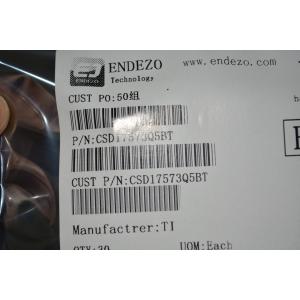 ENDEZO
Technology
www.endezo.com
CUST PO:50组
P/N:CSD17573Q5BT
CUST P/N:CSD17573Q5BT
Manufactrer:TI
QTY:30
UOM:Each